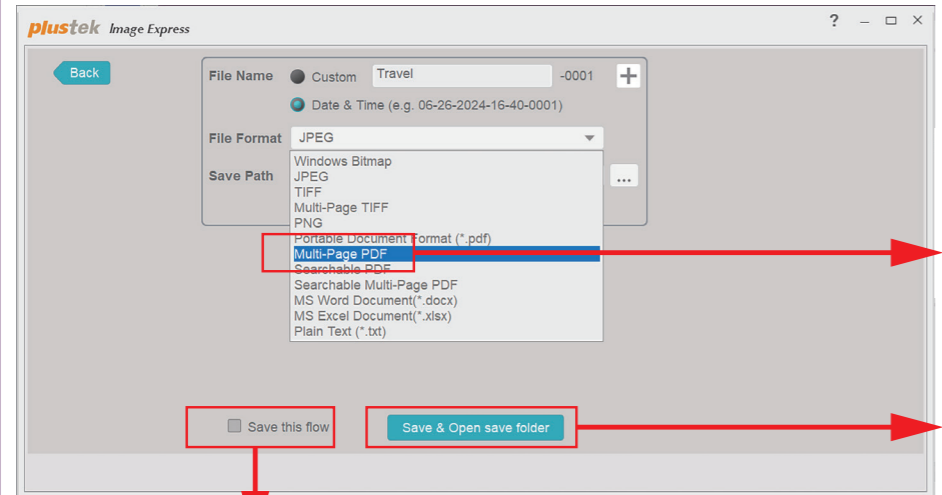 plustek Image Express
?
Back
File Name Custom Travel -0001 +
Date & Time (e.g. 06-26-2024-16-40-0001)
File Format JPEG
Save Path ...
Windows Bitmap
JPEG
TIFF
Multi-Page TIFF
PNG
Portable Document Format (*.pdf)
Multi-Page PDF
Searchable PDF
Searchable Multi-Page PDF
MS Word Document(*.docx)
MS Excel Document(*.xlsx)
Plain Text (*.txt)
Save this flow
Save & Open save folder